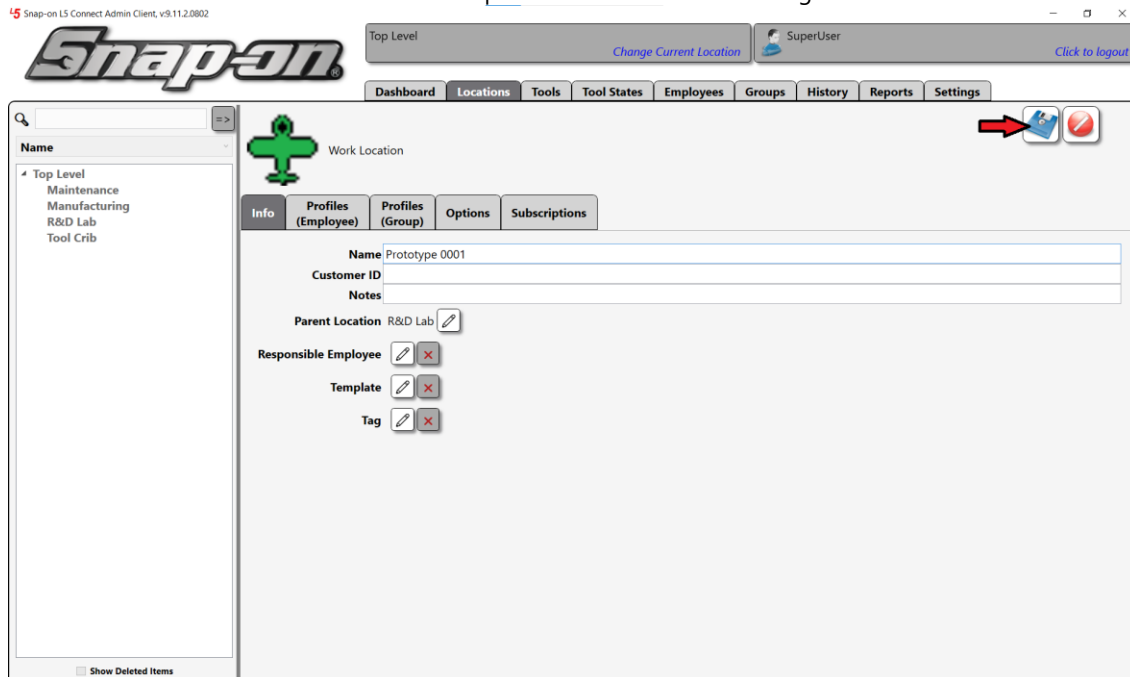 L5 Snap-on L5 Connect Admin Client, v:9.11.2.0802
Snap-on
Top Level
Change Current Location
SuperUser
Click to logout
Dashboard Locations Tools Tool States Employees Groups History Reports Settings
=>
Name
Top Level
Maintenance
Manufacturing
R&D Lab
Tool Crib
Show Deleted Items
Work Location
Info Profiles (Employee) Profiles (Group) Options Subscriptions
Name Prototype 0001
Customer ID
Notes
Parent Location R&D Lab
Responsible Employee
Template
Tag